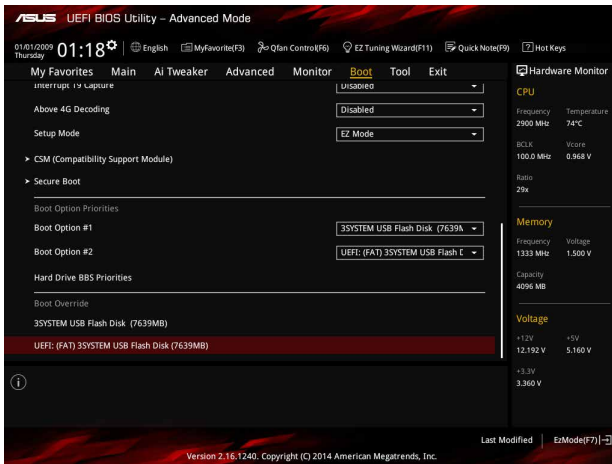 ASUS UEFI BIOS Utility – Advanced Mode
01/01/2009 Thursday 01:18 English MyFavorite(F3) Qfan Control(F6) EZ Tuning Wizard(F11) Quick Note(F9) ? Hot Keys
My Favorites Main Ai Tweaker Advanced Monitor Boot Tool Exit
Interrupt 19 Capture Disabled
Above 4G Decoding Disabled
Setup Mode EZ Mode
> CSM (Compatibility Support Module)
> Secure Boot
Boot Option Priorities
Boot Option #1 3SYSTEM USB Flash Disk (7639M
Boot Option #2 UEFI: (FAT) 3SYSTEM USB Flash D
Hard Drive BBS Priorities
Boot Override
3SYSTEM USB Flash Disk (7639MB)
UEFI: (FAT) 3SYSTEM USB Flash Disk (7639MB)
Hardware Monitor
CPU
Frequency Temperature
2900 MHz 74°C
BCLK Vcore
100.0 MHz 0.968 V
Ratio
29x
Memory
Frequency Voltage
1333 MHz 1.500 V
Capacity
4096 MB
Voltage
+12V +5V
12.192 V 5.160 V
+3.3V
3.360 V
Last Modified EzMode(F7)
Version 2.16.1240. Copyright (C) 2014 American Megatrends, Inc.